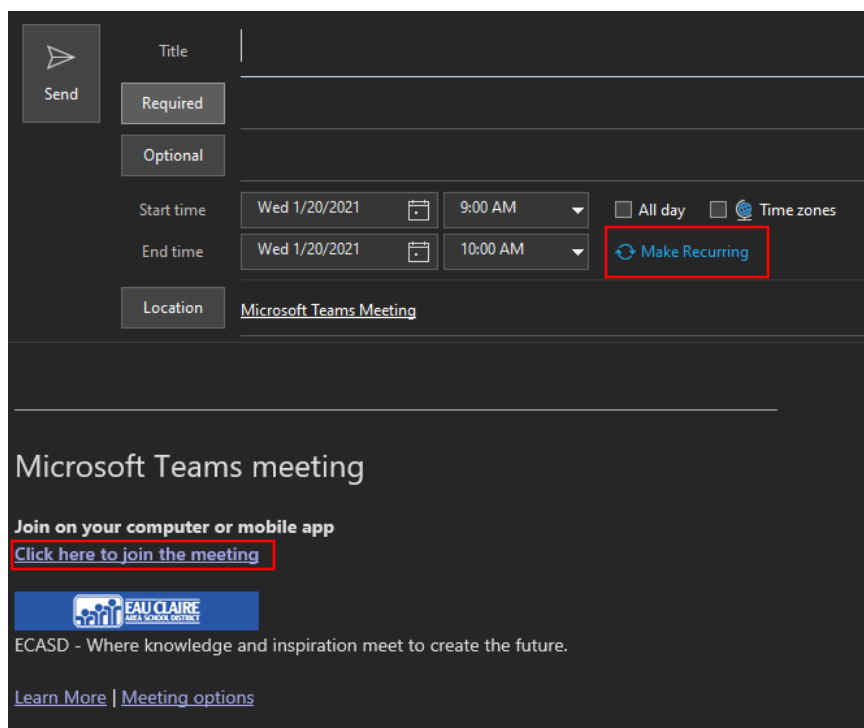 Title
Send
Required
Optional
Start time Wed 1/20/2021 9:00 AM All day Time zones
End time Wed 1/20/2021 10:00 AM Make Recurring
Location Microsoft Teams Meeting
Microsoft Teams meeting
Join on your computer or mobile app
Click here to join the meeting
EAU CLAIRE
AREA SCHOOL DISTRICT
ECASD - Where knowledge and inspiration meet to create the future.
Learn More | Meeting options